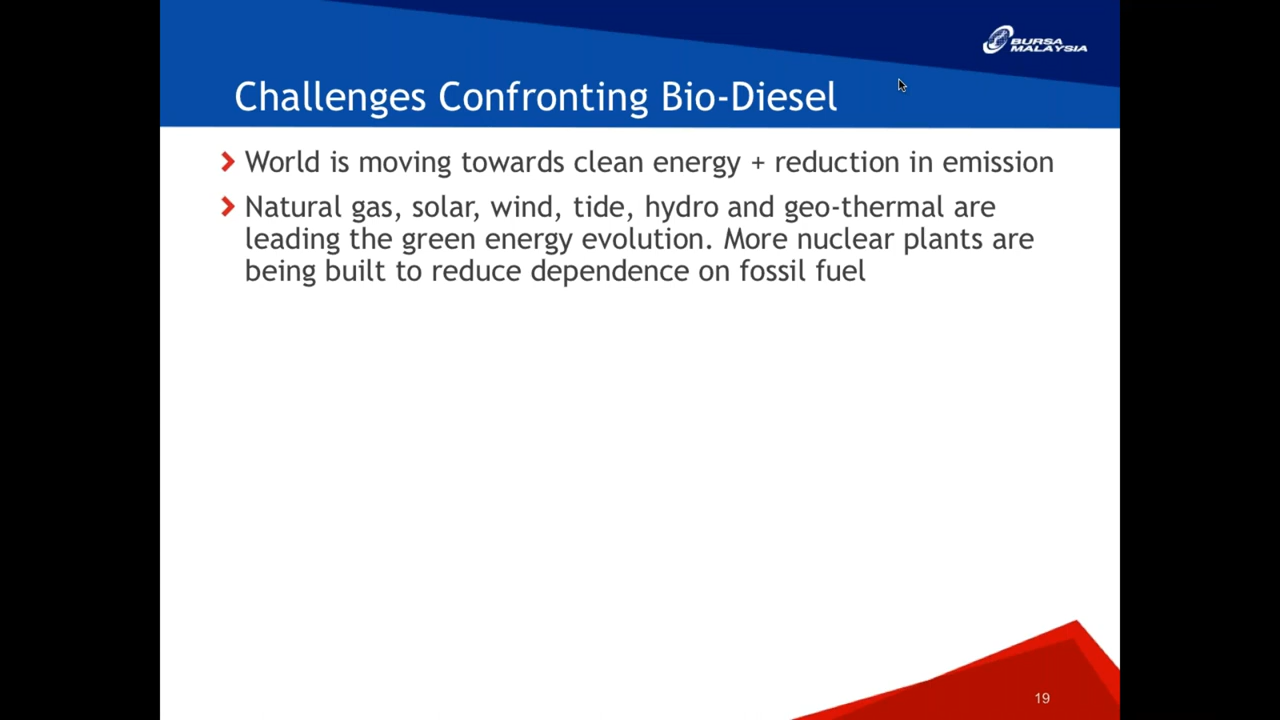 BURSA
MALAYSIA
Challenges Confronting Bio-Diesel
World is moving towards clean energy + reduction in emission
Natural gas, solar, wind, tide, hydro and geo-thermal are
leading the green energy evolution. More nuclear plants are
being built to reduce dependence on fossil fuel
19